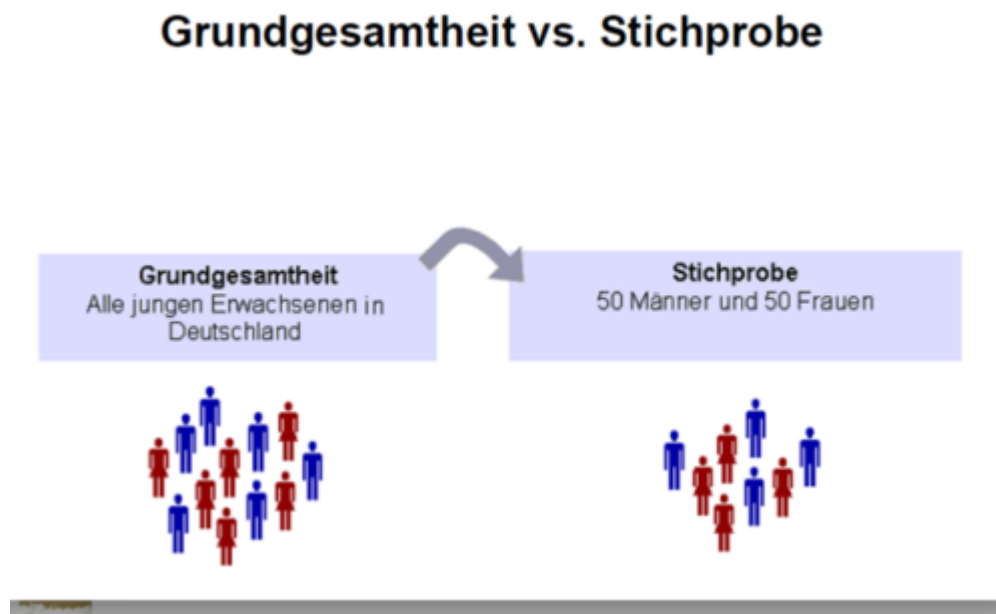 Grundgesamtheit vs. Stichprobe
Grundgesamtheit
Alle jungen Erwachsenen in
Deutschland
Stichprobe
50 Männer und 50 Frauen